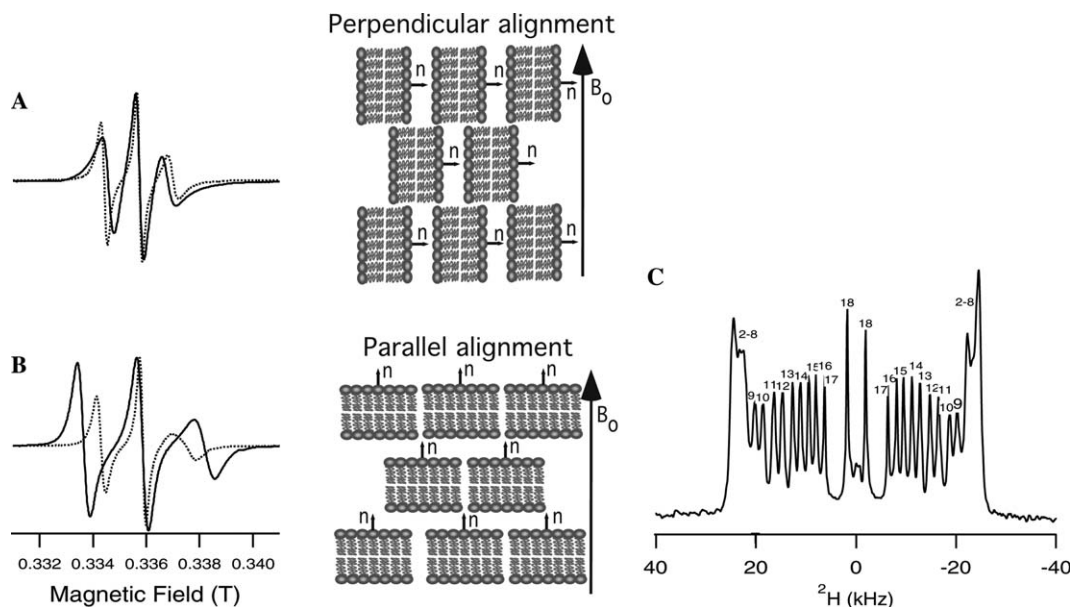 A
Perpendicular alignment
n n n
B₀
n n
n n n
B
Parallel alignment
n n n
B₀
n n
n n n
0.332 0.334 0.336 0.338 0.340
Magnetic Field (T)
C
2-8 18 18 2-8
9 10 11 12 13 14 15 16 17
17 16 15 14 13 12 11 10 9
40 20 0 -20 -40
²H (kHz)